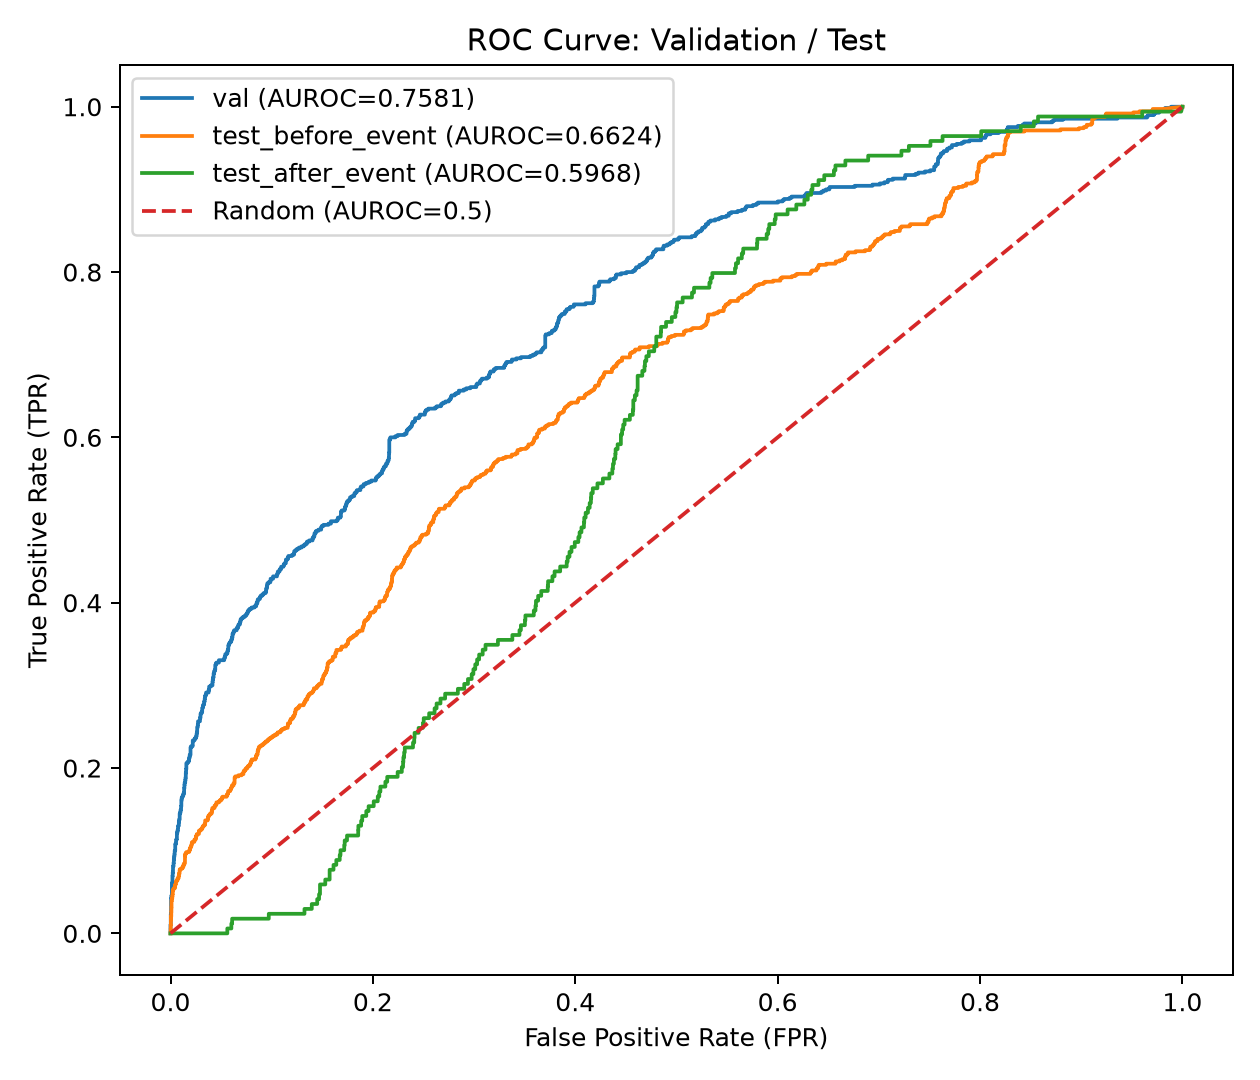 ROC Curve: Validation / Test
val (AUROC=0.7581)
test_before_event (AUROC=0.6624)
test_after_event (AUROC=0.5968)
Random (AUROC=0.5)
True Positive Rate (TPR)
1.0
0.8
0.6
0.4
0.2
0.0
0.0 0.2 0.4 0.6 0.8 1.0
False Positive Rate (FPR)